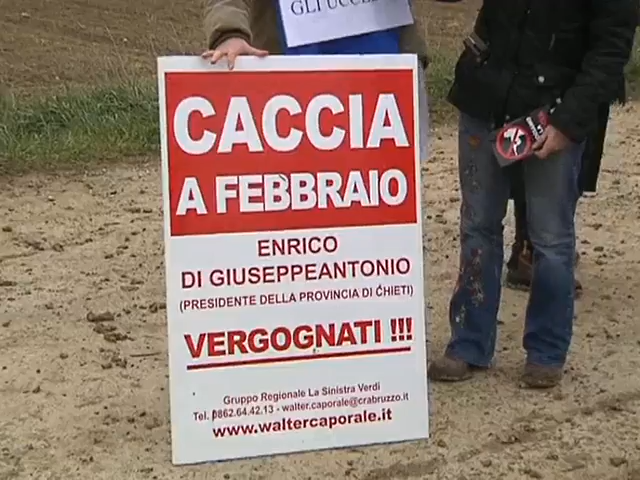 GLI
CACCIA
A FEBBRAIO
ENRICO
DI GIUSEPPEANTONIO
(PRESIDENTE DELLA PROVINCIA DI CHIETI)
VERGOGNATI !!!
Gruppo Regionale La Sinistra Verdi
Tel. 0862.64.42.13 - walter.caporale@crabruzzo.it
www.waltercaporale.it